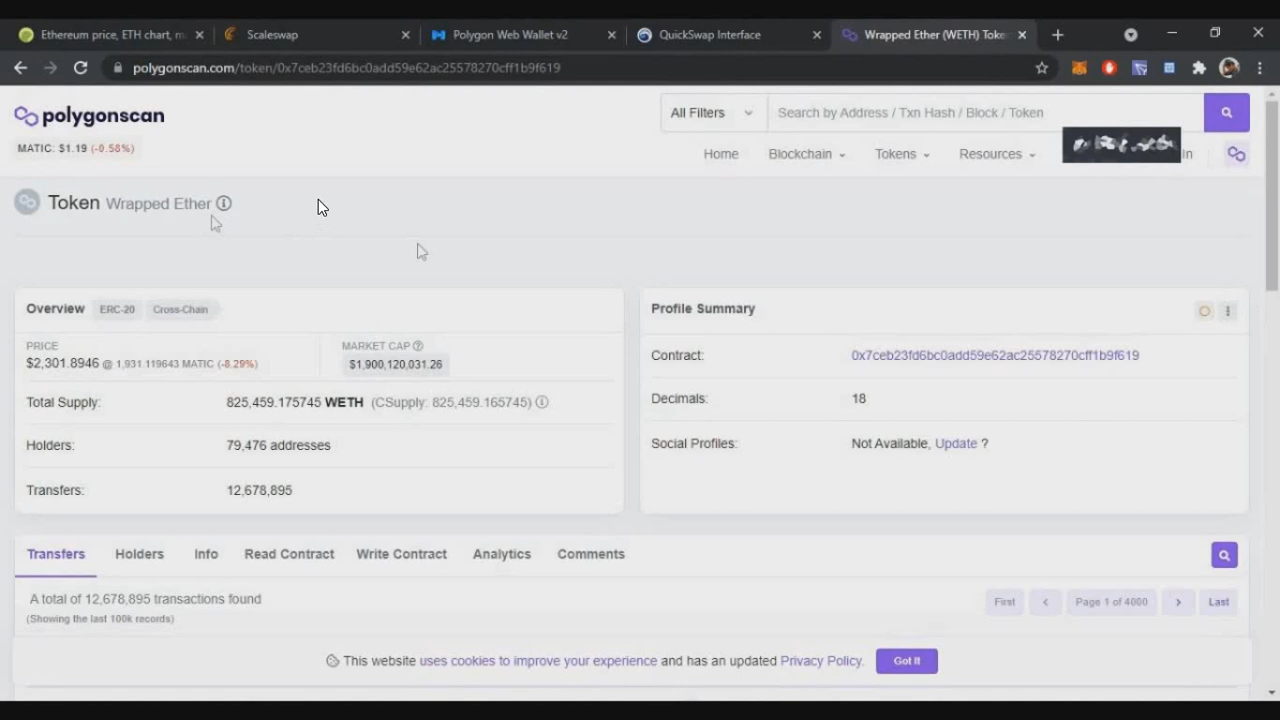 Ethereum price, ETH chart, m
Scaleswap
Polygon Web Wallet v2
QuickSwap Interface
Wrapped Ether (WETH) Toke
polygonscan.com/token/0x7ceb23fd6bc0add59e62ac25578270cff1b9f619
polygonscan
All Filters
Search by Address / Txn Hash / Block / Token
MATIC: $1.19 (-0.58%)
Home
Blockchain
Tokens
Resources
in
Token Wrapped Ether
Overview ERC-20 Cross-Chain
PRICE
$2,301.8946 @ 1,931.119643 MATIC (-8.29%)
MARKET CAP
$1,900,120,031.26
Total Supply: 825,459.175745 WETH (CSupply: 825,459.165745)
Holders: 79,476 addresses
Transfers: 12,678,895
Profile Summary
Contract: 0x7ceb23fd6bc0add59e62ac25578270cff1b9f619
Decimals: 18
Social Profiles: Not Available, Update ?
Transfers Holders Info Read Contract Write Contract Analytics Comments
A total of 12,678,895 transactions found
(Showing the last 100k records)
First
Page 1 of 4000
Last
This website uses cookies to improve your experience and has an updated Privacy Policy.
Got It